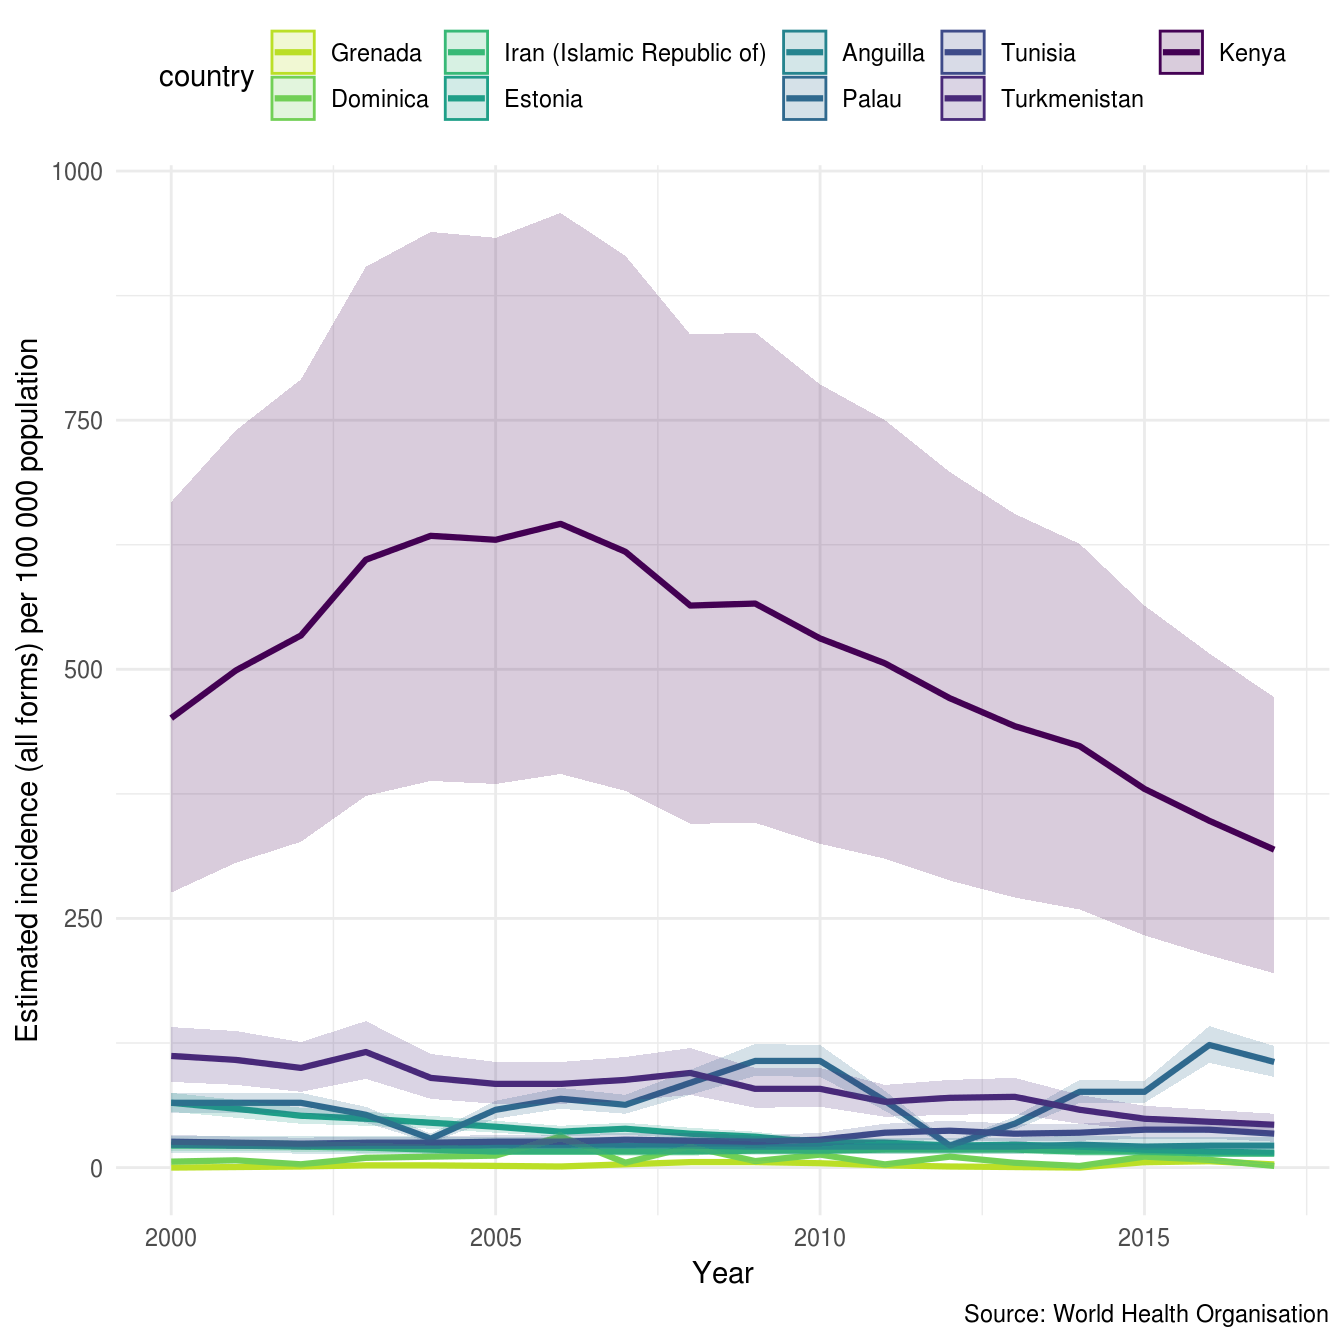 country
Grenada
Iran (Islamic Republic of)
Anguilla
Tunisia
Kenya
Dominica
Estonia
Palau
Turkmenistan
Estimated incidence (all forms) per 100 000 population
1000
750
500
250
0
2000
2005
2010
2015
Year
Source: World Health Organisation